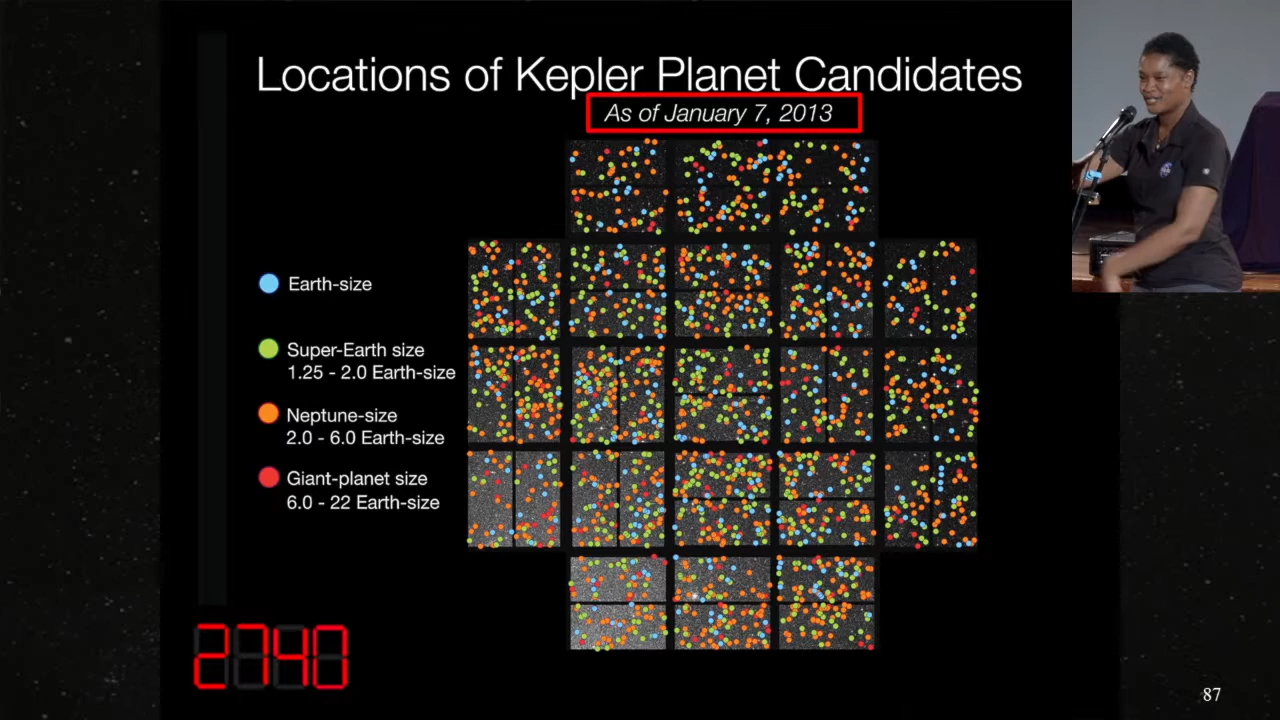 Locations of Kepler Planet Candidates
As of January 7, 2013
Earth-size
Super-Earth size
1.25 - 2.0 Earth-size
Neptune-size
2.0 - 6.0 Earth-size
Giant-planet size
6.0 - 22 Earth-size
2740
87